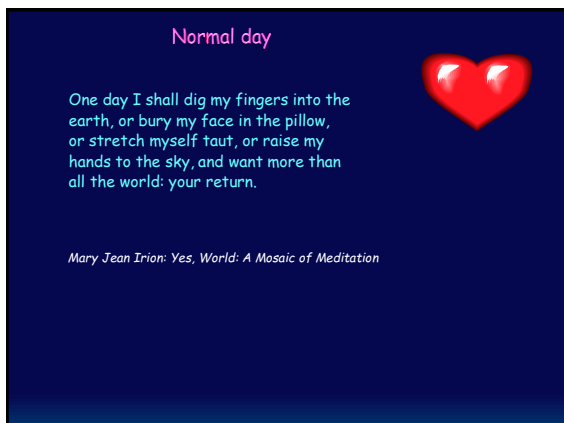 Normal day
One day I shall dig my fingers into the
earth, or bury my face in the pillow,
or stretch myself taut, or raise my
hands to the sky, and want more than
all the world: your return.
Mary Jean Irion: Yes, World: A Mosaic of Meditation